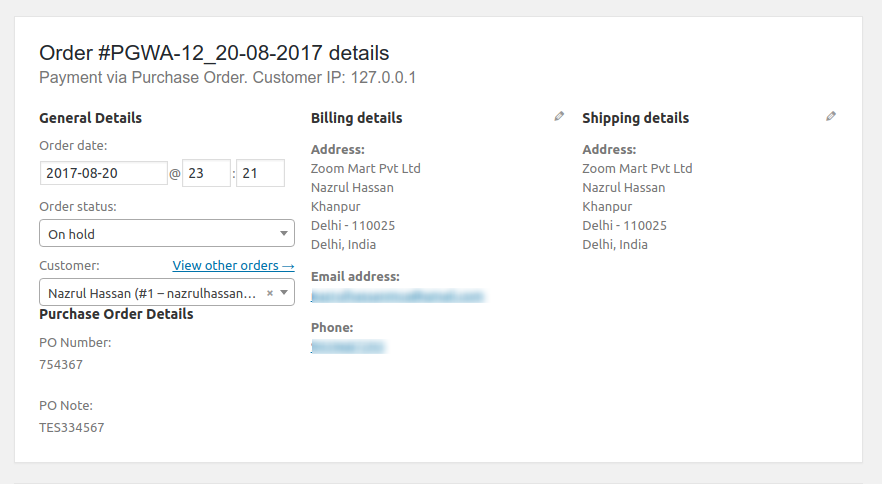 Order #PGWA-12_20-08-2017 details
Payment via Purchase Order. Customer IP: 127.0.0.1
General Details
Order date:
2017-08-20 @ 23 : 21
Order status:
On hold
Customer: View other orders →
Nazrul Hassan (#1 – nazrulhassan... ×
Purchase Order Details
PO Number:
754367
PO Note:
TES334567
Billing details
Address:
Zoom Mart Pvt Ltd
Nazrul Hassan
Khanpur
Delhi - 110025
Delhi, India
Email address:
Phone:
Shipping details
Address:
Zoom Mart Pvt Ltd
Nazrul Hassan
Khanpur
Delhi - 110025
Delhi, India